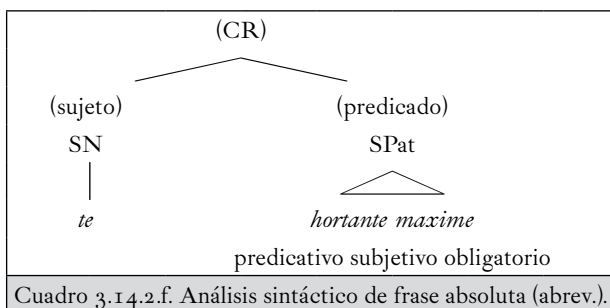 (CR)
(sujeto) (predicado)
SN SPat
te hortante maxime
predicativo subjetivo obligatorio
Cuadro 3.14.2.f. Análisis sintáctico de frase absoluta (abrev.).